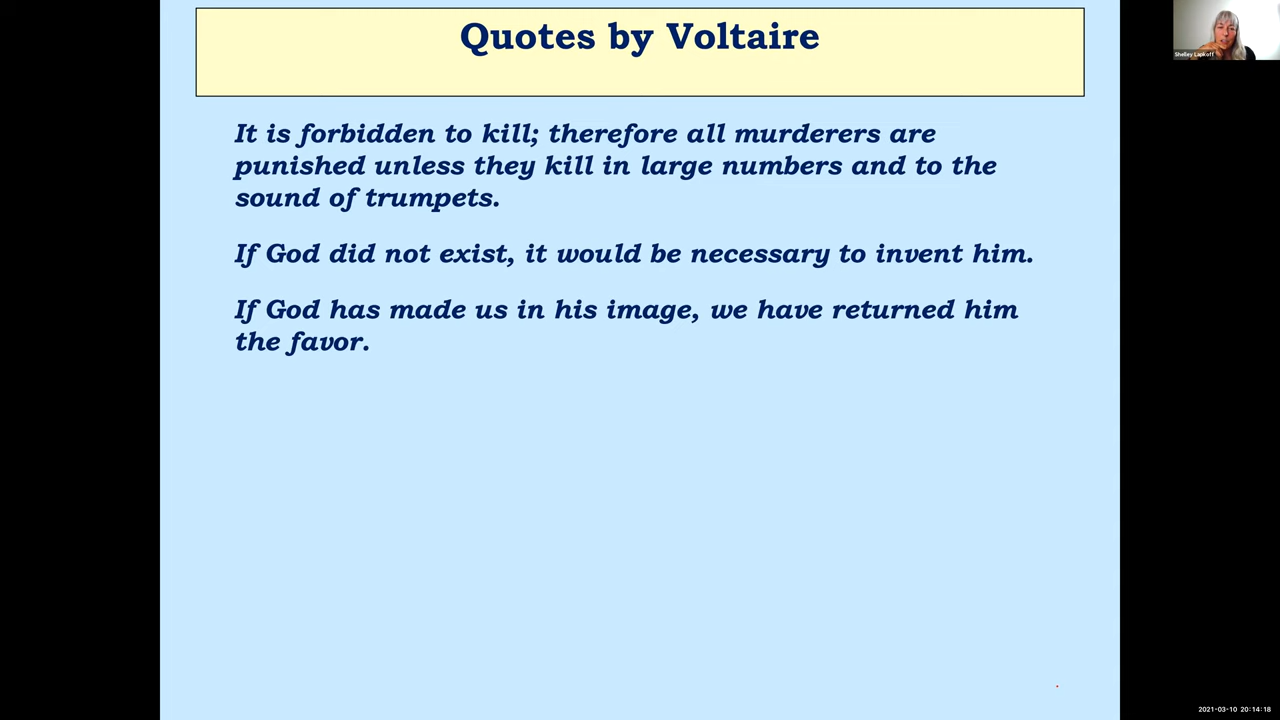 Quotes by Voltaire
Shelley Lapkoff
It is forbidden to kill; therefore all murderers are
punished unless they kill in large numbers and to the
sound of trumpets.
If God did not exist, it would be necessary to invent him.
If God has made us in his image, we have returned him
the favor.
2021-03-10 20:14:18